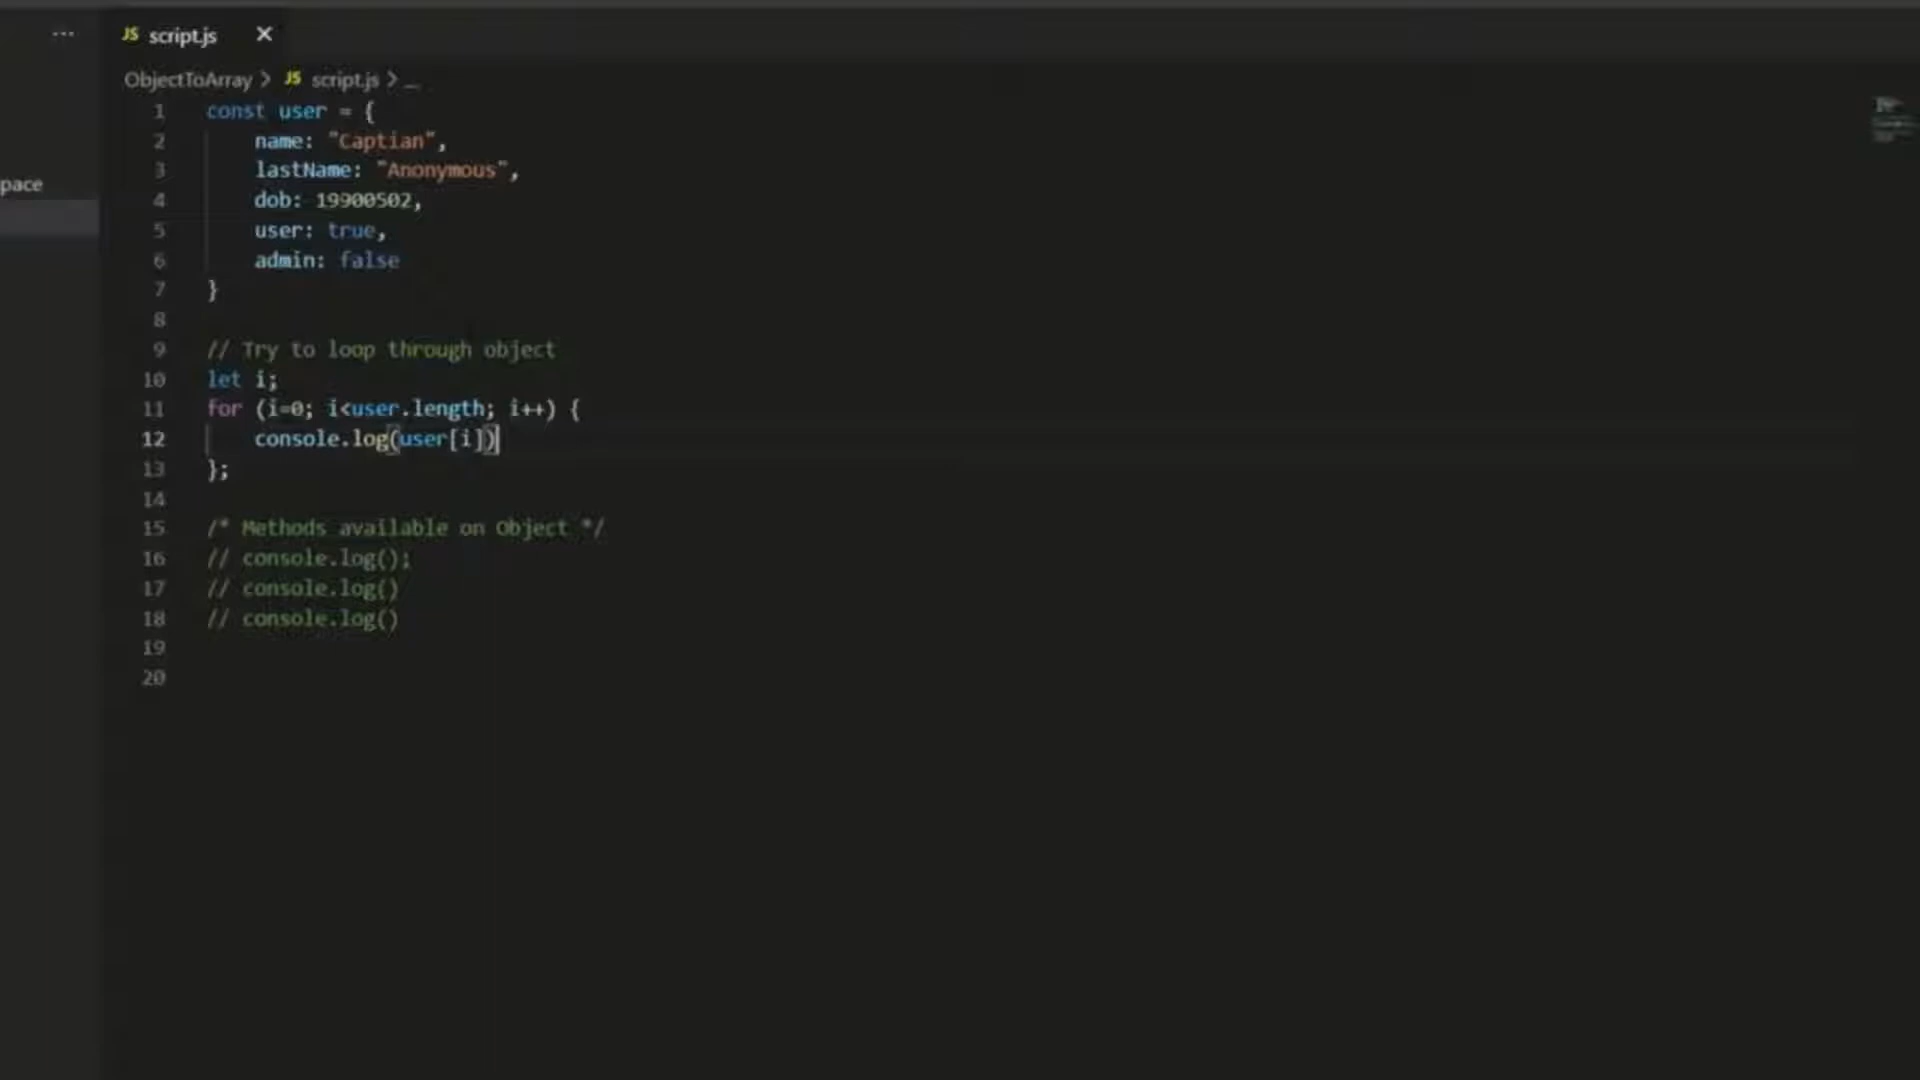 ... JS script.js ×
ObjectToArray > JS script.js > ...
pace
1 const user = {
2     name: "Captian",
3     lastName: "Anonymous",
4     dob: 19900502,
5     user: true,
6     admin: false
7 }
8
9 // Try to loop through object
10 let i;
11 for (i=0; i<user.length; i++) {
12     console.log(user[i])
13 };
14
15 /* Methods available on Object */
16 // console.log();
17 // console.log()
18 // console.log()
19
20